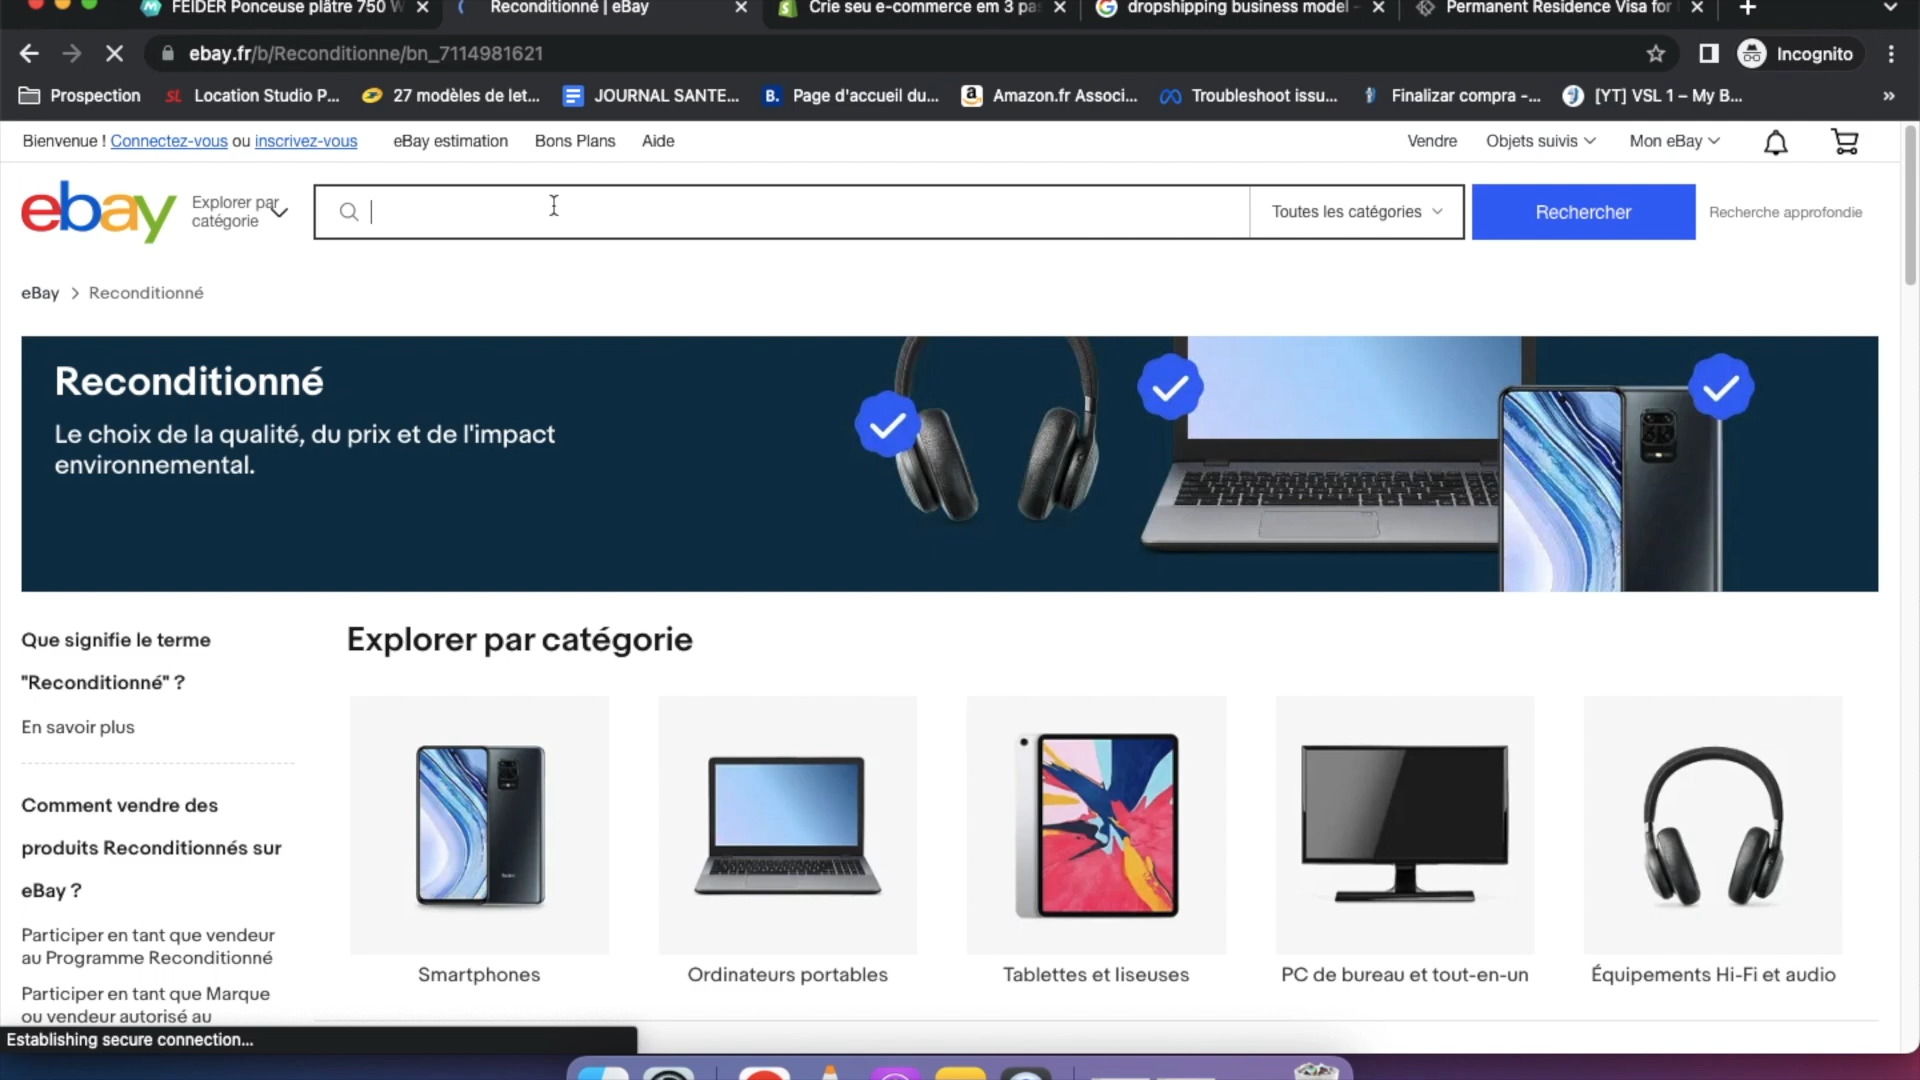 FEIDER Ponceuse plâtre 750 W
Reconditionné | eBay
Crie seu e-commerce em 3 pa
dropshipping business model -
Permanent Residence Visa for
ebay.fr/b/Reconditionne/bn_7114981621
Incognito
Prospection
SL Location Studio P...
27 modèles de let...
JOURNAL SANTE...
B. Page d'accueil du...
a Amazon.fr Associ...
Troubleshoot issu...
Finalizar compra -...
[YT] VSL 1 – My B...
»
Bienvenue ! Connectez-vous ou inscrivez-vous
eBay estimation
Bons Plans
Aide
Vendre
Objets suivis
Mon eBay
ebay
Explorer par
catégorie
Toutes les catégories
Rechercher
Recherche approfondie
eBay > Reconditionné
Reconditionné
Le choix de la qualité, du prix et de l'impact
environnemental.
Que signifie le terme
"Reconditionné" ?
En savoir plus
Comment vendre des
produits Reconditionnés sur
eBay ?
Participer en tant que vendeur
au Programme Reconditionné
Participer en tant que Marque
ou vendeur autorisé au
Explorer par catégorie
Smartphones
Ordinateurs portables
Tablettes et liseuses
PC de bureau et tout-en-un
Équipements Hi-Fi et audio
Establishing secure connection...